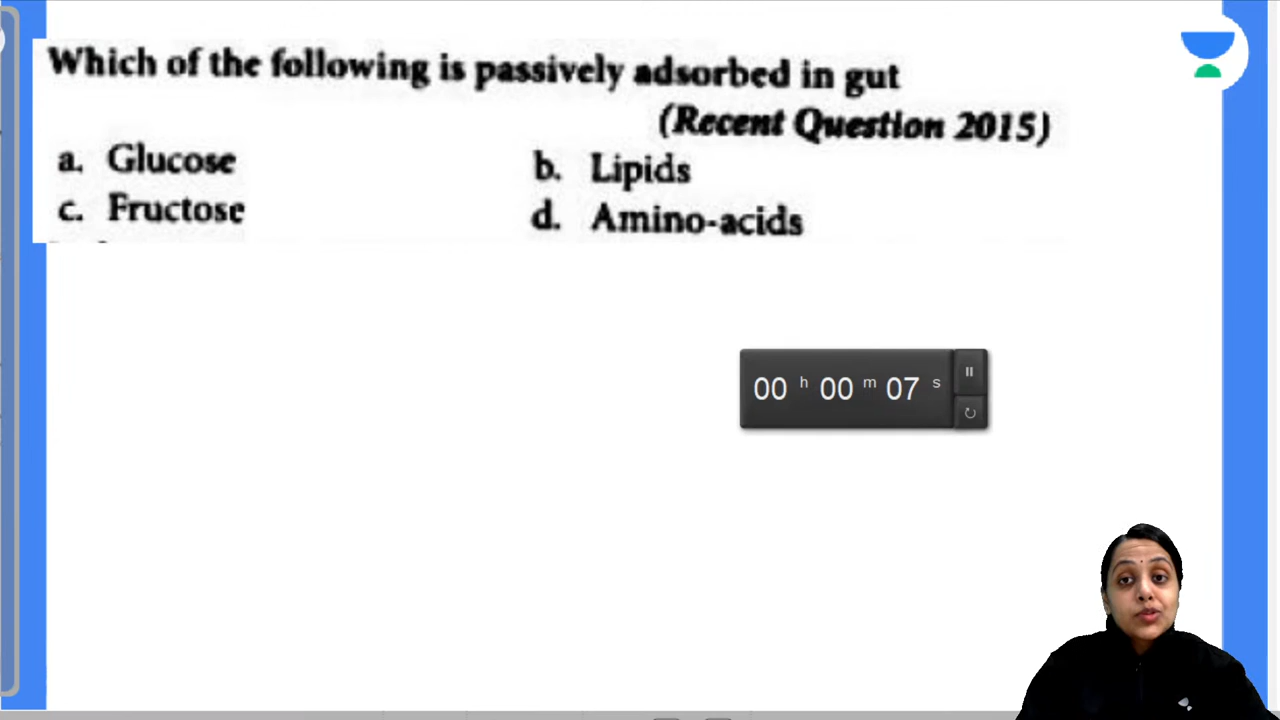 Which of the following is passively adsorbed in gut
(Recent Question 2015)
a. Glucose b. Lipids
c. Fructose d. Amino-acids
00 h 00 m 07 s